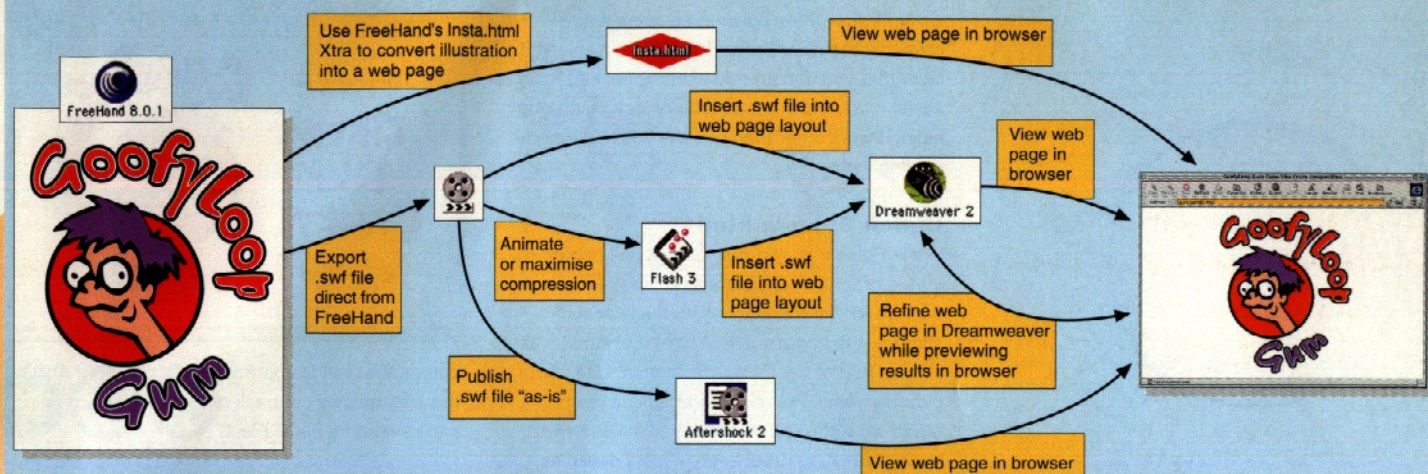 FreeHand 8.0.1
Goofy Loop
Gum
Use FreeHand's Insta.html
Xtra to convert illustration
into a web page
Insta.html
View web page in browser
Export
.swf file
direct from
FreeHand
Insert .swf file into
web page layout
Animate
or maximise
compression
Flash 3
Insert .swf
file into web
page layout
Dreamweaver 2
View web
page in
browser
Refine web
page in Dreamweaver
while previewing
results in browser
Publish
.swf file "as-is"
Aftershock 2
View web page in browser
Goofy Loop
Gum